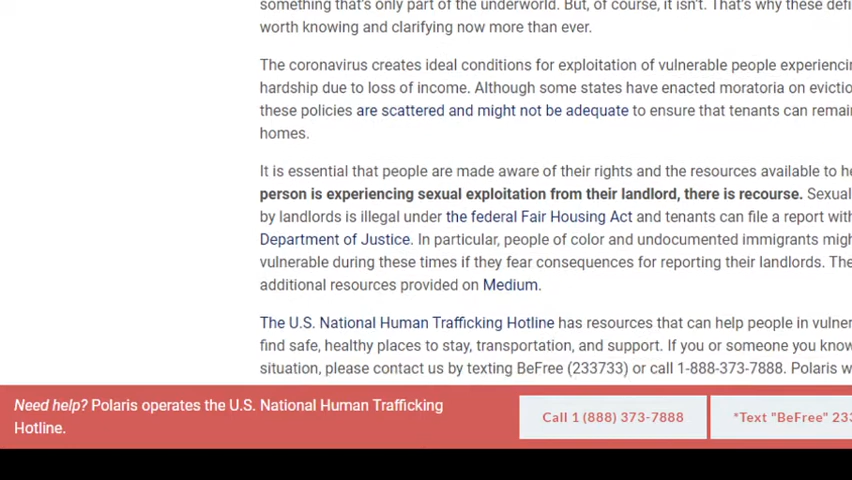 something that's only part of the underworld. But, of course, it isn't. That's why these defi
worth knowing and clarifying now more than ever.
The coronavirus creates ideal conditions for exploitation of vulnerable people experiencin
hardship due to loss of income. Although some states have enacted moratoria on eviction
these policies are scattered and might not be adequate to ensure that tenants can remai
homes.
It is essential that people are made aware of their rights and the resources available to he
person is experiencing sexual exploitation from their landlord, there is recourse. Sexual
by landlords is illegal under the federal Fair Housing Act and tenants can file a report with
Department of Justice. In particular, people of color and undocumented immigrants migh
vulnerable during these times if they fear consequences for reporting their landlords. The
additional resources provided on Medium.
The U.S. National Human Trafficking Hotline has resources that can help people in vulner
find safe, healthy places to stay, transportation, and support. If you or someone you know
situation, please contact us by texting BeFree (233733) or call 1-888-373-7888. Polaris w
Need help? Polaris operates the U.S. National Human Trafficking
Hotline.
Call 1 (888) 373-7888
*Text "BeFree" 233